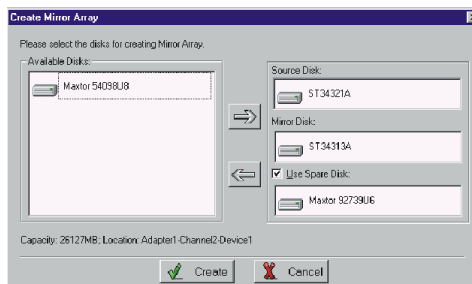 Create Mirror Array
Please select the disks for creating Mirror Array.
Available Disks:
Maxtor 54098U8
Source Disk:
ST34321A
Mirror Disk:
ST34313A
Use Spare Disk:
Maxtor 92739U6
Capacity: 26127MB; Location: Adapter1-Channel2-Device1
Create
Cancel